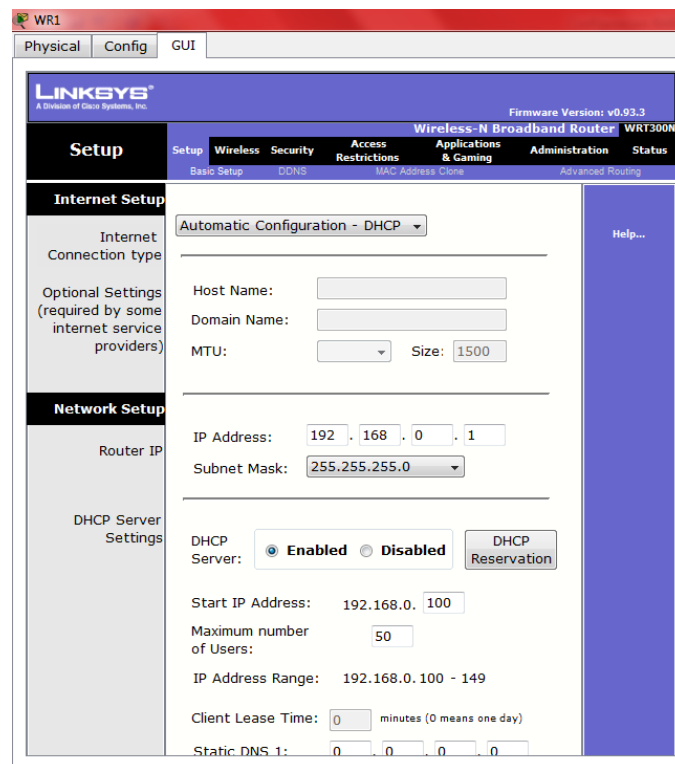 WR1
Physical Config GUI
LINKSYS®
A Division of Cisco Systems, Inc.
Firmware Version: v0.93.3
Wireless-N Broadband Router WRT300N
Setup
Setup Wireless Security Access Restrictions Applications & Gaming Administration Status
Basic Setup DDNS MAC Address Clone Advanced Routing
Internet Setup
Internet
Connection type
Automatic Configuration - DHCP
Help...
Optional Settings
(required by some
internet service
providers)
Host Name:
Domain Name:
MTU: Size: 1500
Network Setup
Router IP
IP Address: 192 . 168 . 0 . 1
Subnet Mask: 255.255.255.0
DHCP Server
Settings
DHCP
Server:
Enabled Disabled
DHCP
Reservation
Start IP Address: 192.168.0. 100
Maximum number
of Users:
50
IP Address Range: 192.168.0.100 - 149
Client Lease Time: 0 minutes (0 means one day)
Static DNS 1: 0 . 0 . 0 . 0